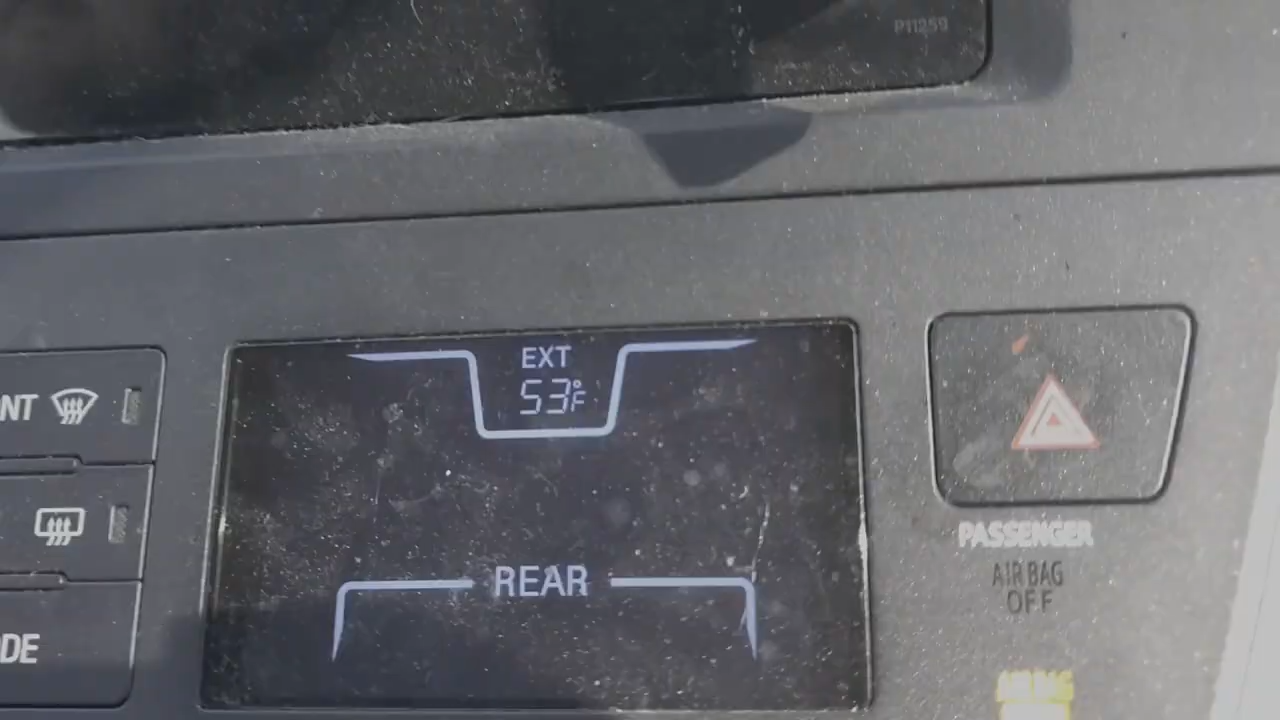 P11259
NT
EXT
53°F
DE
REAR
PASSENGER
AIR BAG
OFF